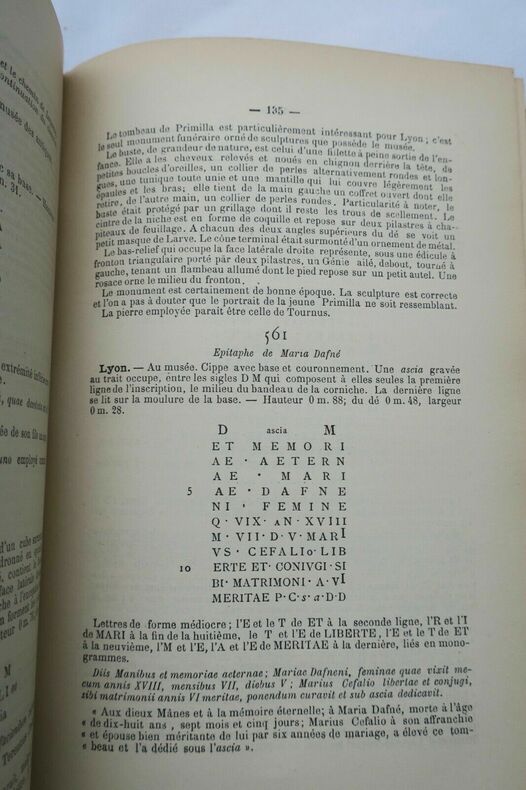 — 135 —
Le tombeau de Primilla est particulièrement intéressant pour Lyon ; c'est
le seul monument funéraire orné de sculptures que possède le musée.
Le buste, de grandeur de nature, est celui d'une fillette à peine sortie de l'en-
fance. Elle a les cheveux relevés et noués en chignon derrière la tête, de
petites boucles d'oreilles, un collier de perles alternativement rondes et lon-
gues, une tunique toute unie et une mantille qui lui couvre légèrement les
épaules et les bras; elle tient de la main gauche un coffret ouvert dont elle
retire, de l'autre main, un collier de perles rondes. Particularité à noter, le
buste était protégé par un grillage dont il reste les trous de scellement. Le
cintre de la niche est en forme de coquille et repose sur deux pilastres à cha-
piteaux de feuillage. A chacun des deux angles supérieurs du dé se voit un
petit masque de Larve. Le cône terminal était surmonté d'un ornement de métal.
Le bas-relief qui occupe la face latérale droite représente, sous une édicule à
fronton triangulaire porté par deux pilastres, un Génie ailé, debout, tourné à
gauche, tenant un flambeau allumé dont le pied repose sur un petit autel. Une
rosace orne le milieu du fronton.
Le monument est certainement de bonne époque. La sculpture est correcte
et l'on n'a pas à douter que le portrait de la jeune Primilla ne soit ressemblant.
La pierre employée parait être celle de Tournus.
561
Epitaphe de Maria Dafné
Lyon. — Au musée. Cippe avec base et couronnement. Une ascia gravée
au trait occupe, entre les sigles D M qui composent à elles seules la première
ligne de l'inscription, le milieu du bandeau de la corniche. La dernière ligne
se lit sur la moulure de la base. — Hauteur 0 m. 88; du dé 0 m. 48, largeur
0 m. 28.
D ascia M
ET MEMORI
AE · AETERN
AE · MARI
5 AE · DAFNE
NI · FEMINE
Q · VIX · AN · XVIII
M · VII · D · V · MARI
VS · CEFALIO · LIB
10 ERTE ET · CONIVGI · SI
BI · MATRIMONI · A · VI
MERITAE P · C · s · a · D · D
Lettres de forme médiocre; l'E et le T de ET à la seconde ligne, l'R et l'I
de MARI à la fin de la huitième, le T et l'E de LIBERTE, l'E et le T de ET
à la neuvième, l'M et l'E, l'A et l'E de MERITAE à la dernière, liés en mono-
grammes.
Diis Manibus et memoriae aeternae; Mariae Dafneni, feminae quae vixit me-
cum annis XVIII, mensibus VII, diebus V; Marius Cefalio libertae et conjugi,
sibi matrimonii annis VI meritae, ponendum curavit et sub ascia dedicavit.
« Aux dieux Mânes et à la mémoire éternelle; à Maria Dafné, morte à l'âge
« de dix-huit ans, sept mois et cinq jours; Marius Cefalio à son affranchie
« et épouse bien méritante de lui par six années de mariage, a élevé ce tom-
« beau et l'a dédié sous l'ascia ».